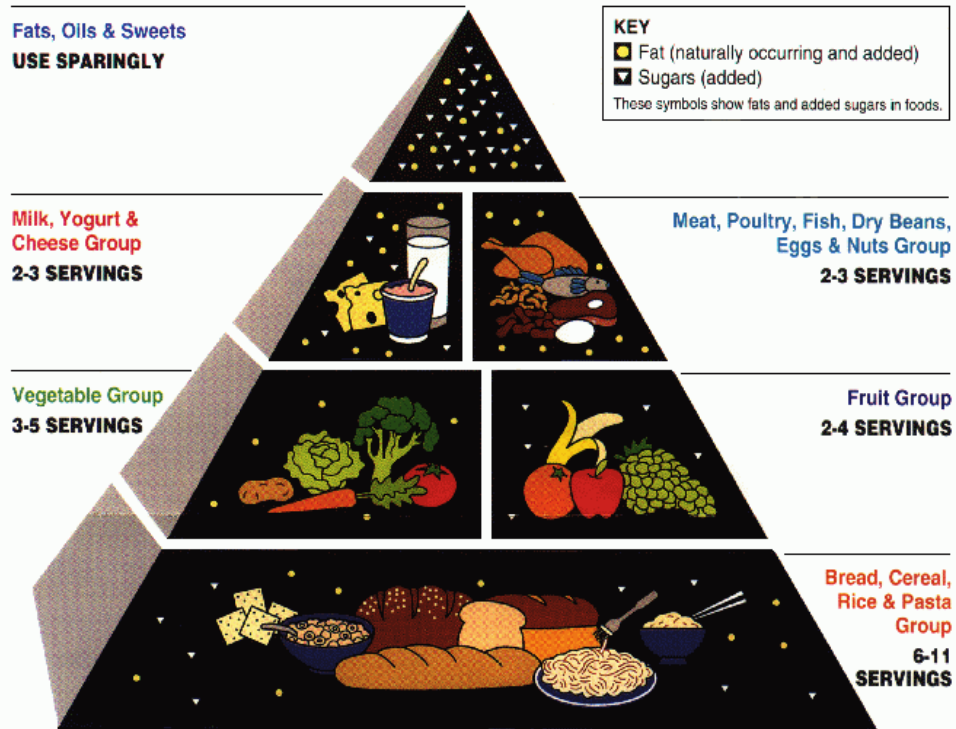 Fats, Oils & Sweets
USE SPARINGLY
KEY
Fat (naturally occurring and added)
Sugars (added)
These symbols show fats and added sugars in foods.
Milk, Yogurt &
Cheese Group
2-3 SERVINGS
Meat, Poultry, Fish, Dry Beans,
Eggs & Nuts Group
2-3 SERVINGS
Vegetable Group
3-5 SERVINGS
Fruit Group
2-4 SERVINGS
Bread, Cereal,
Rice & Pasta
Group
6-11
SERVINGS